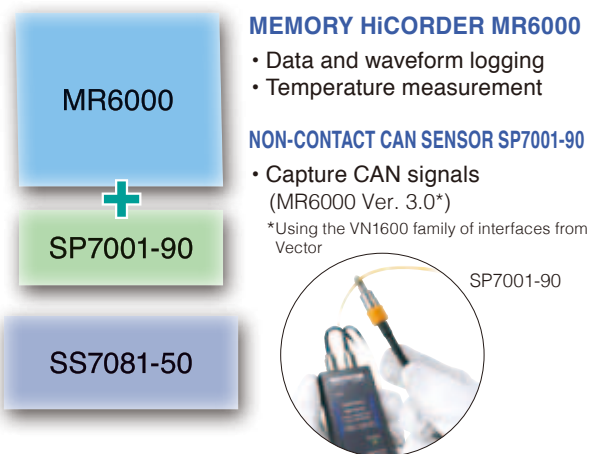 MR6000
+
SP7001-90
SS7081-50
MEMORY HiCORDER MR6000
• Data and waveform logging
• Temperature measurement
NON-CONTACT CAN SENSOR SP7001-90
• Capture CAN signals
(MR6000 Ver. 3.0*)
*Using the VN1600 family of interfaces from
Vector
SP7001-90